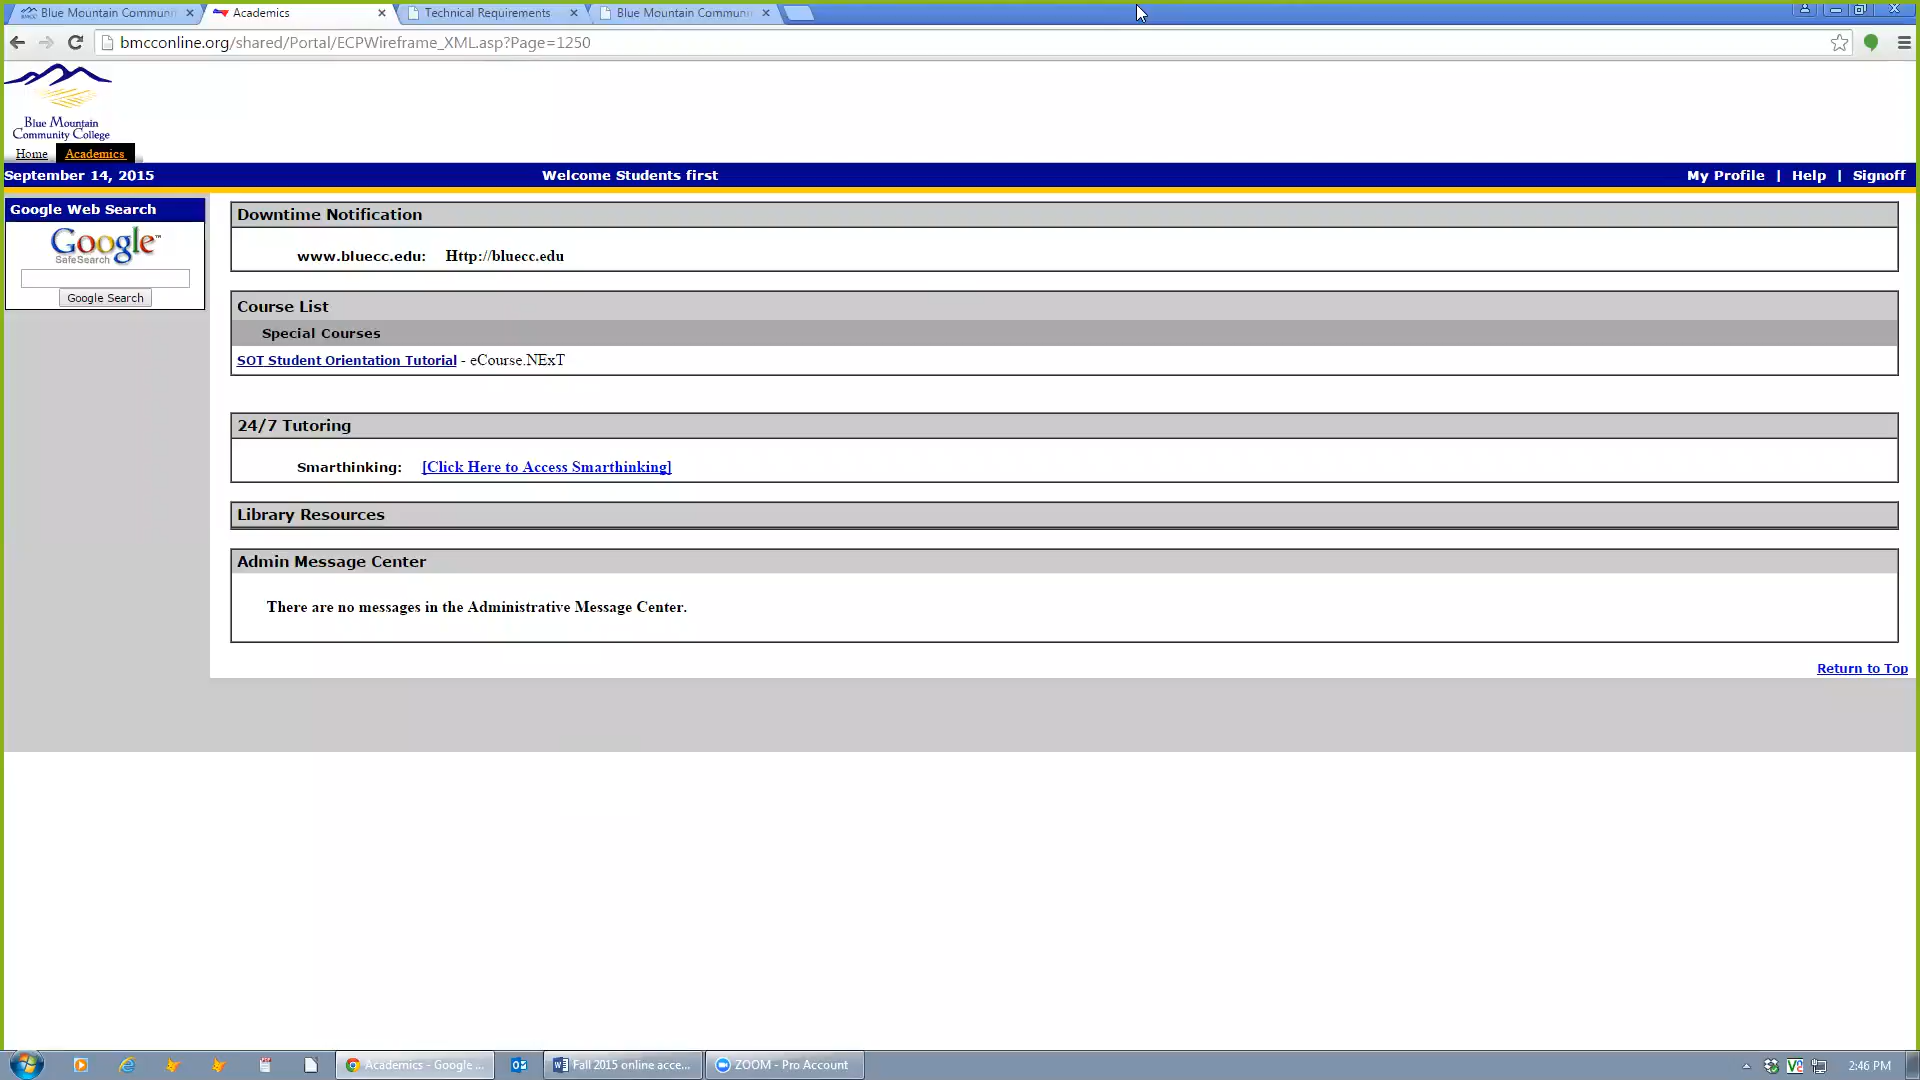 Blue Mountain Communi
Academics
Technical Requirements
Blue Mountain Commun
bmcconline.org/shared/Portal/ECPWireframe_XML.asp?Page=1250
Blue Mountain
Community College
Home Academics
September 14, 2015
Welcome Students first
My Profile | Help | Signoff
Google Web Search
Google™
SafeSearch
Google Search
Downtime Notification
www.bluecc.edu: Http://bluecc.edu
Course List
Special Courses
SOT Student Orientation Tutorial - eCourse.NExT
24/7 Tutoring
Smarthinking: [Click Here to Access Smarthinking]
Library Resources
Admin Message Center
There are no messages in the Administrative Message Center.
Return to Top
Academics - Google ...
Fall 2015 online acce...
ZOOM - Pro Account
2:46 PM